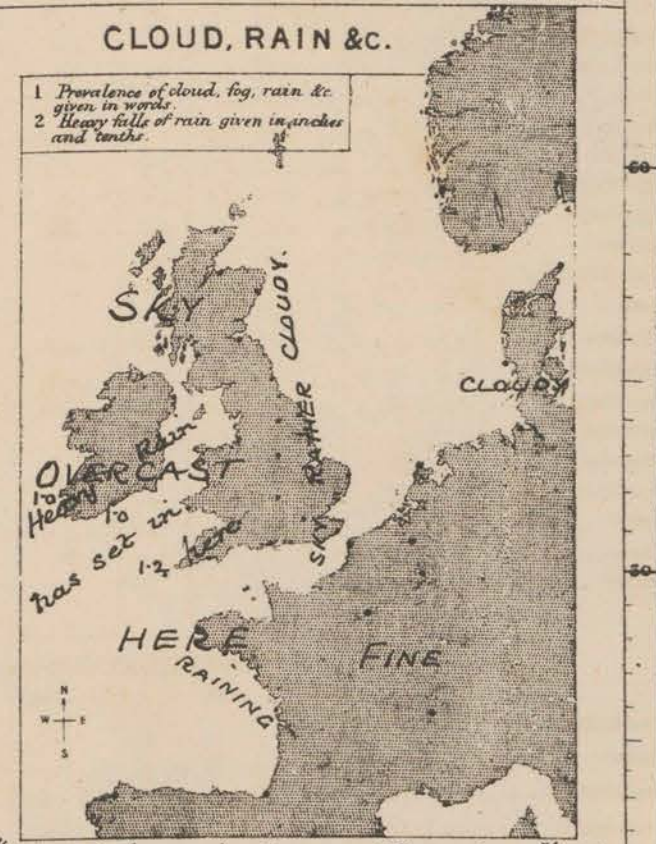 CLOUD, RAIN &c.
1 Prevalence of cloud, fog, rain &c.
given in words.
2 Heavy falls of rain given in inches
and tenths.
60
SKY
OVERCAST
HERE
SKY RATHER CLOUDY.
CLOUDY
Heavy Rain
has set in here
1·0
1·0
1·2
50
FINE
RAINING
N
W E
S